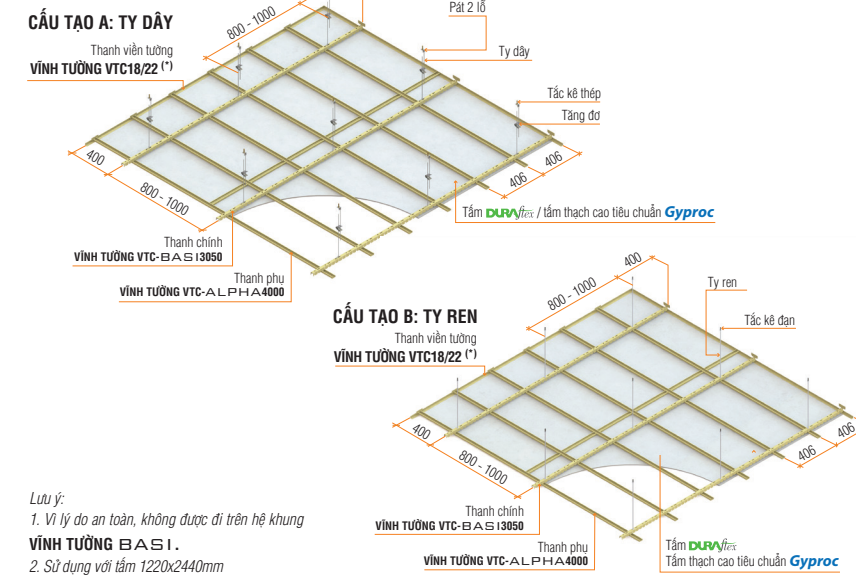 CẤU TẠO A: TY DÂY
Thanh viền tường
VĨNH TƯỜNG VTC18/22 (*)
800 - 1000
Pát 2 lỗ
Ty dây
Tắc kê thép
Tăng đơ
400
800 - 1000
406
406
Tấm DURAflex / tấm thạch cao tiêu chuẩn Gyproc
Thanh chính
VĨNH TƯỜNG VTC-BASI3050
Thanh phụ
VĨNH TƯỜNG VTC-ALPHA4000
CẤU TẠO B: TY REN
Thanh viền tường
VĨNH TƯỜNG VTC18/22 (*)
800 - 1000
400
Ty ren
Tắc kê đạn
400
800 - 1000
406
406
Thanh chính
VĨNH TƯỜNG VTC-BASI3050
Thanh phụ
VĨNH TƯỜNG VTC-ALPHA4000
Tấm DURAflex
Tấm thạch cao tiêu chuẩn Gyproc
Lưu ý:
1. Vì lý do an toàn, không được đi trên hệ khung
VĨNH TƯỜNG BASI.
2. Sử dụng với tấm 1220x2440mm